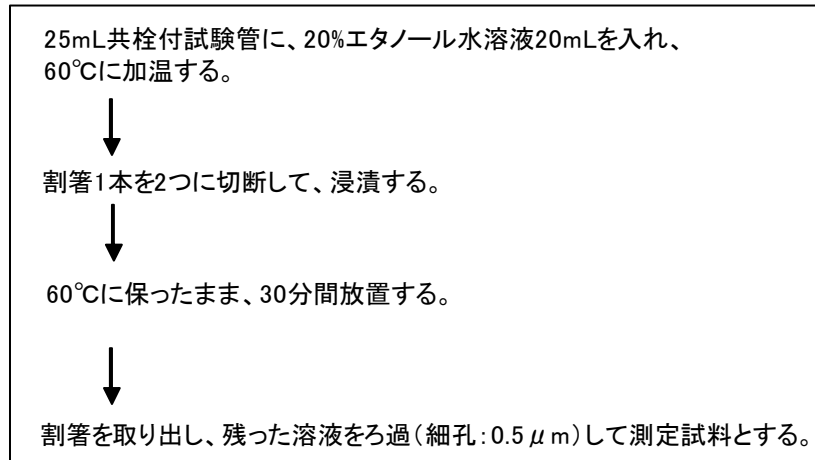 25mL共栓付試験管に、20%エタノール水溶液20mLを入れ、
60℃に加温する。
割箸1本を2つに切断して、浸漬する。
60℃に保ったまま、30分間放置する。
割箸を取り出し、残った溶液をろ過(細孔:0.5μm)して測定試料とする。